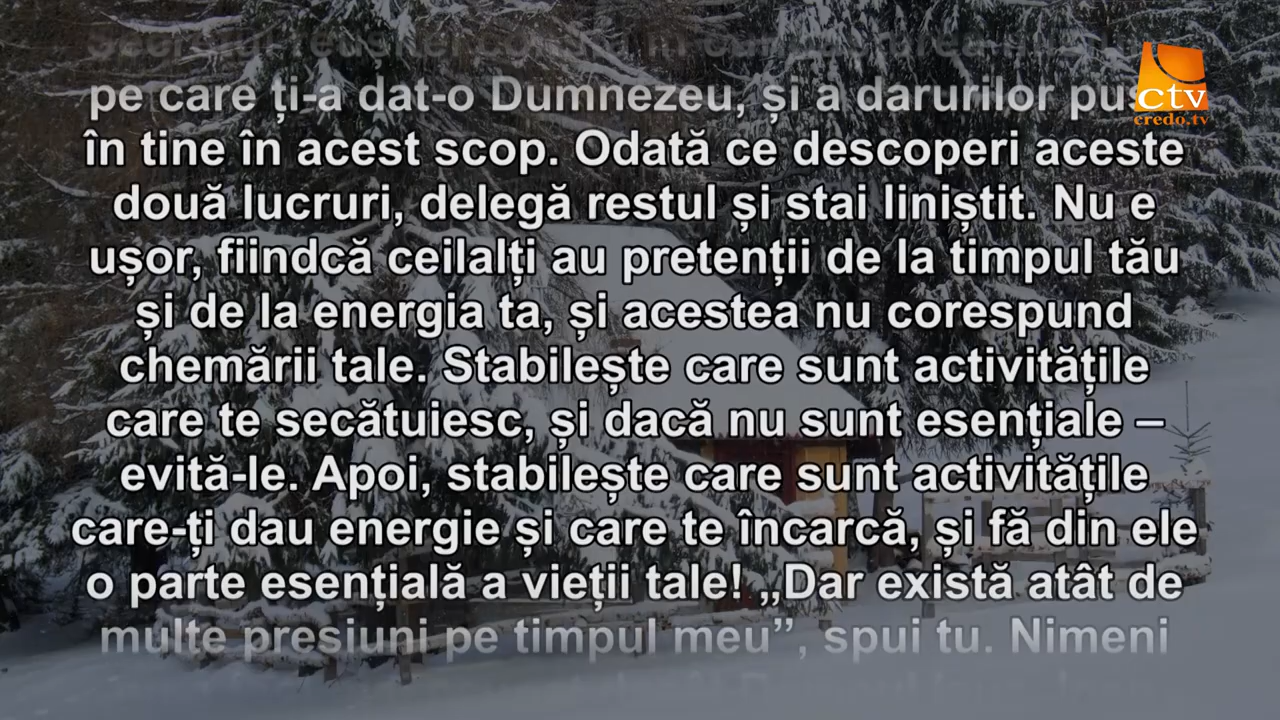 pe care ți-a dat-o Dumnezeu, și a darurilor
în tine în acest scop. Odată ce descoperi aceste
două lucruri, delegă restul și stai liniștit. Nu e
ușor, fiindcă ceilalți au pretenții de la timpul tău
și de la energia ta, și acestea nu corespund
chemării tale. Stabilește care sunt activitățile
care te secătuiesc, și dacă nu sunt esențiale –
evită-le. Apoi, stabilește care sunt activitățile
care-ți dau energie și care te încarcă, și fă din ele
o parte esențială a vieții tale! „Dar există atât de
multe presiuni pe timpul meu”, spui tu. Nimeni
ctv
credo.tv